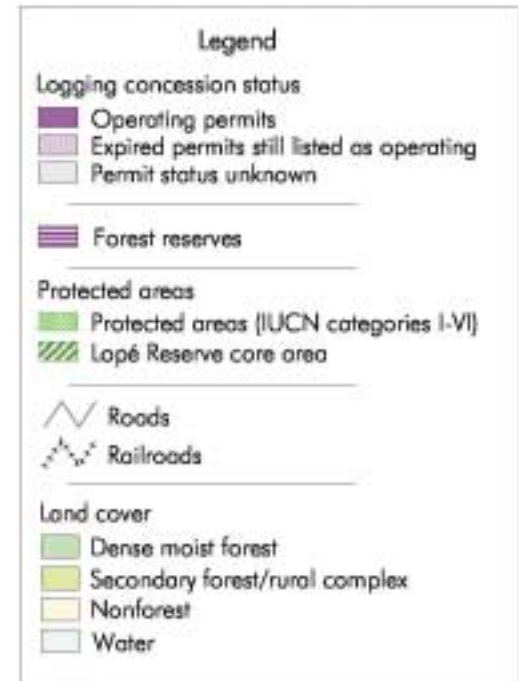 Legend
Logging concession status
Operating permits
Expired permits still listed as operating
Permit status unknown
Forest reserves
Protected areas
Protected areas (IUCN categories I-VI)
Lopé Reserve core area
Roads
Railroads
Land cover
Dense moist forest
Secondary forest/rural complex
Nonforest
Water